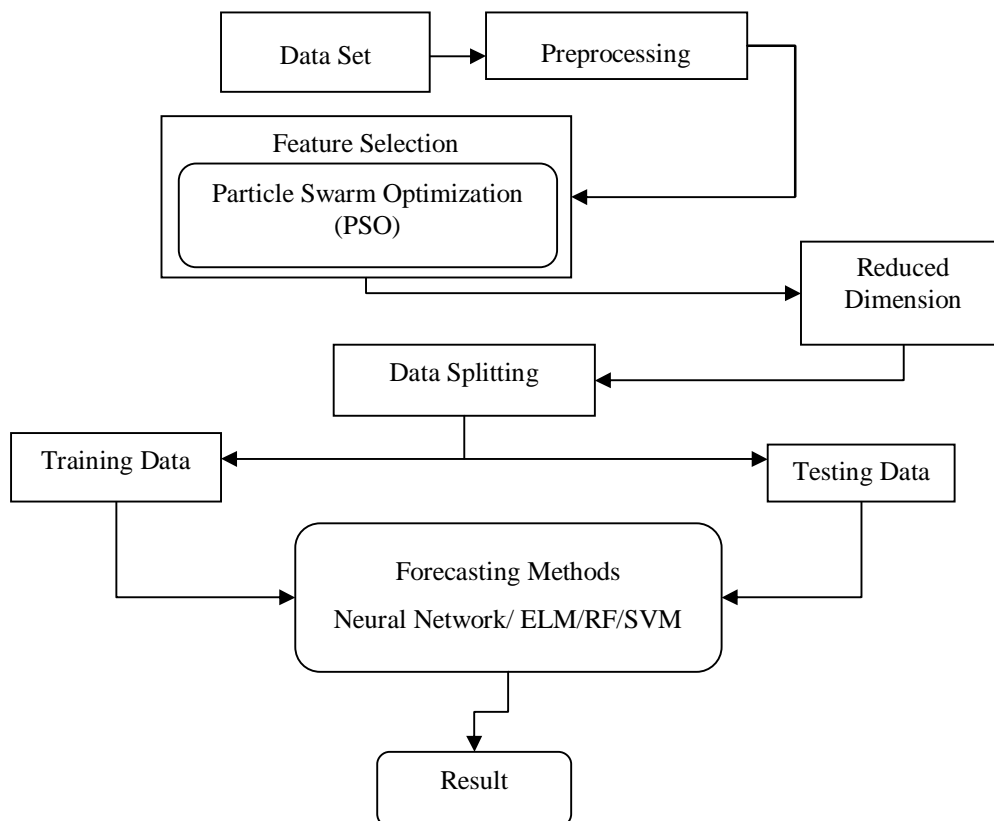 Data Set
Preprocessing
Feature Selection
Particle Swarm Optimization
(PSO)
Reduced
Dimension
Data Splitting
Training Data
Testing Data
Forecasting Methods
Neural Network/ ELM/RF/SVM
Result